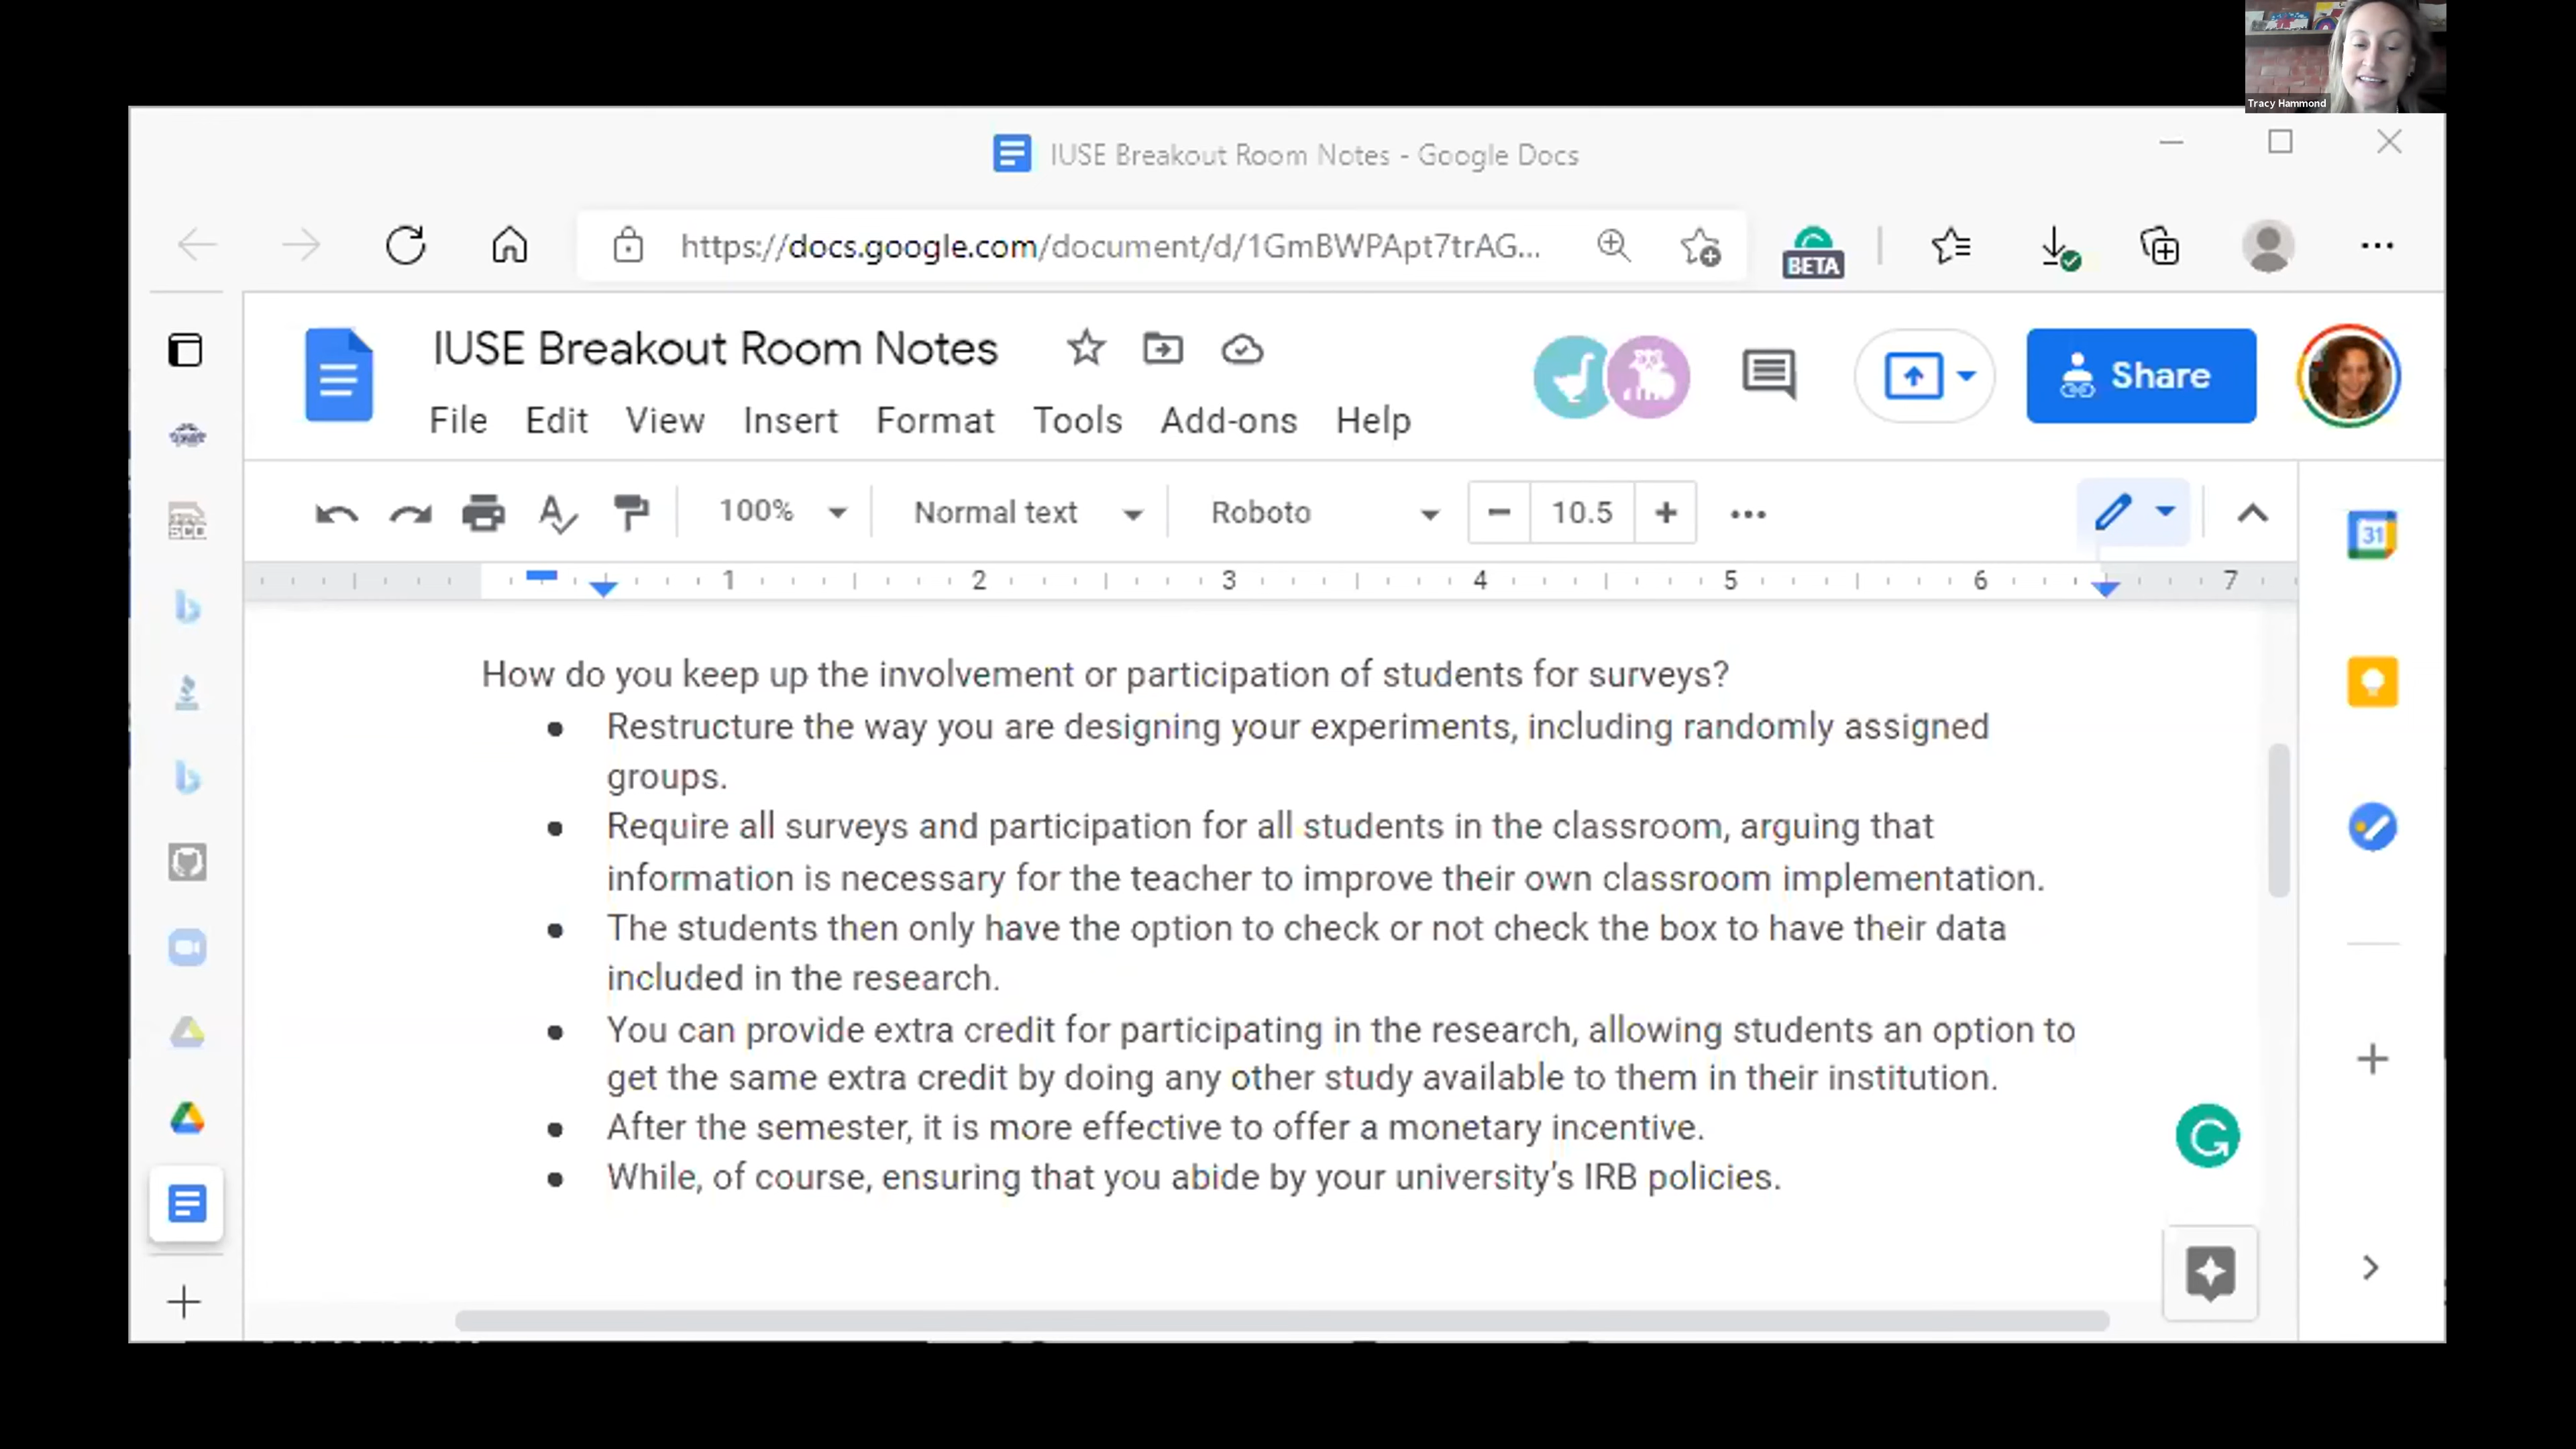 Tracy Hammond
IUSE Breakout Room Notes - Google Docs
https://docs.google.com/document/d/1GmBWPApt7trAG...
BETA
IUSE Breakout Room Notes
Share
File Edit View Insert Format Tools Add-ons Help
100% Normal text Roboto 10.5
31
1 2 3 4 5 6 7
How do you keep up the involvement or participation of students for surveys?
● Restructure the way you are designing your experiments, including randomly assigned
groups.
● Require all surveys and participation for all students in the classroom, arguing that
information is necessary for the teacher to improve their own classroom implementation.
● The students then only have the option to check or not check the box to have their data
included in the research.
● You can provide extra credit for participating in the research, allowing students an option to
get the same extra credit by doing any other study available to them in their institution.
● After the semester, it is more effective to offer a monetary incentive.
● While, of course, ensuring that you abide by your university’s IRB policies.